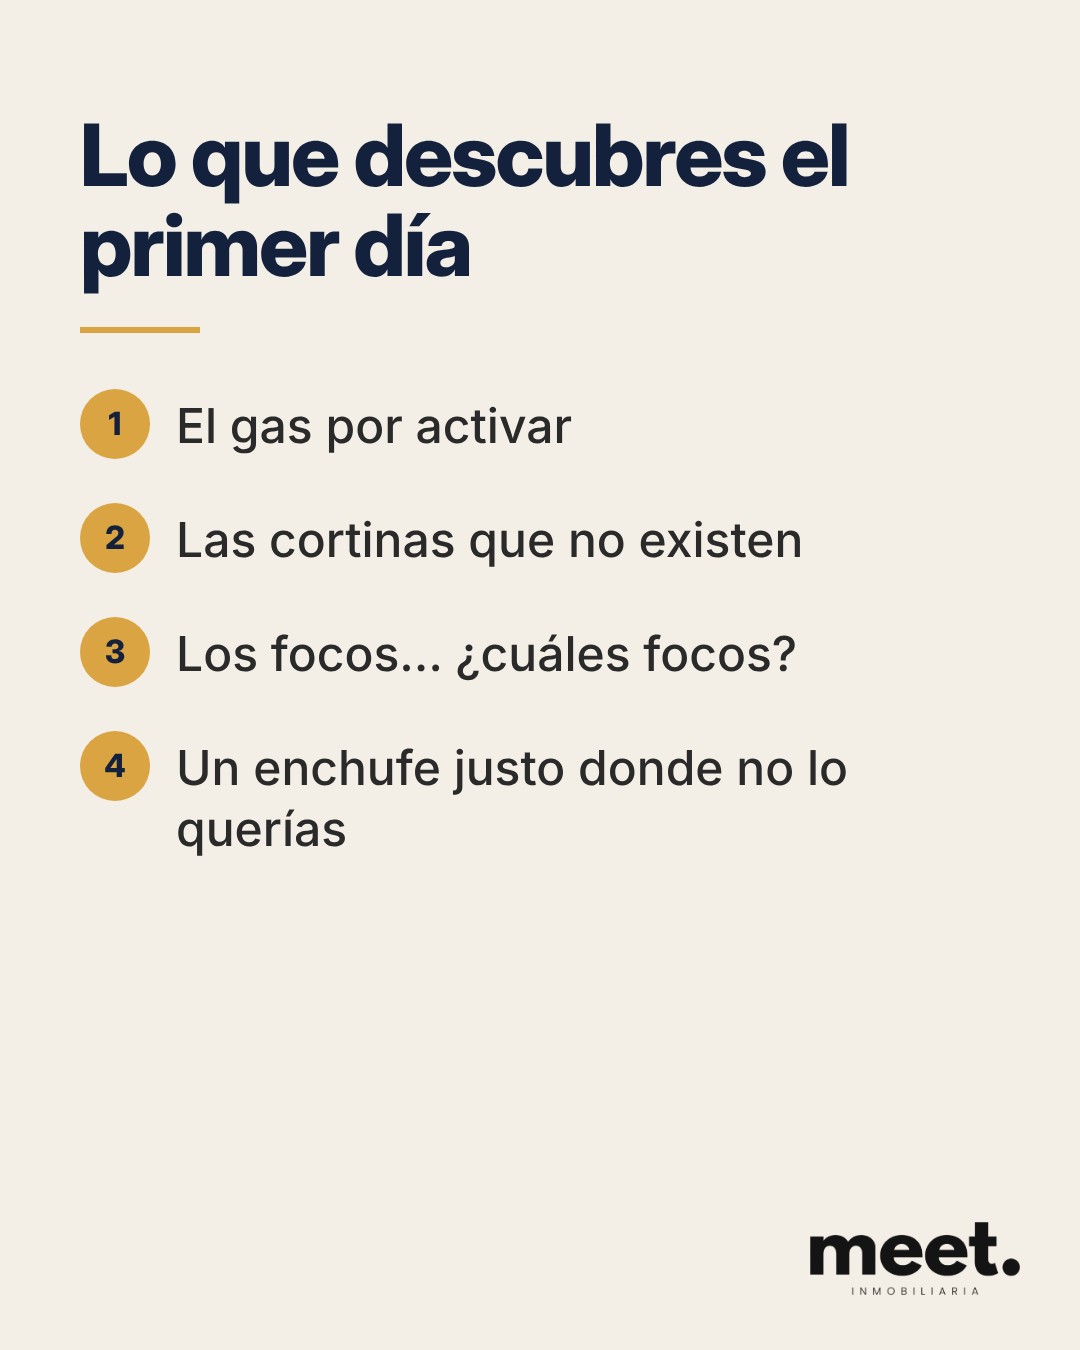 Lo que descubres el
primer día
1 El gas por activar
2 Las cortinas que no existen
3 Los focos... ¿cuáles focos?
4 Un enchufe justo donde no lo
querías
meet.
INMOBILIARIA